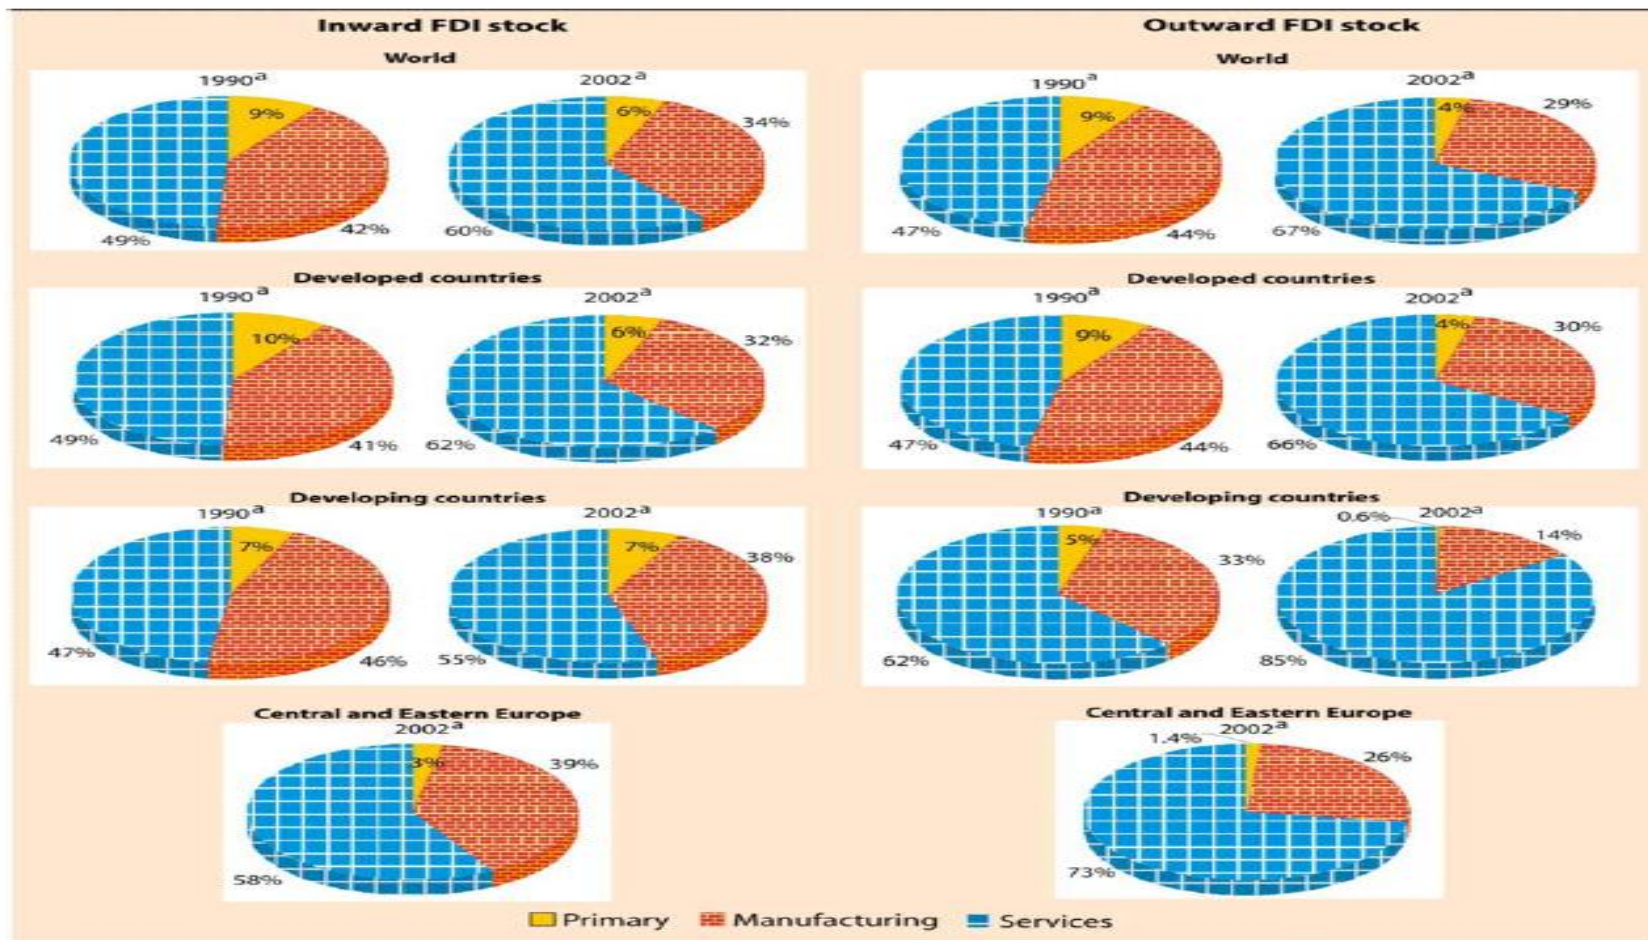 Inward FDI stock
World
1990a
2002a
9%
42%
49%
6%
34%
60%
Developed countries
1990a
2002a
10%
41%
49%
6%
32%
62%
Developing countries
1990a
2002a
7%
46%
47%
7%
38%
55%
Central and Eastern Europe
2002a
3%
39%
58%
Outward FDI stock
World
1990a
2002a
9%
44%
47%
4%
29%
67%
Developed countries
1990a
2002a
9%
44%
47%
4%
30%
66%
Developing countries
1990a
2002a
5%
33%
62%
0.6%
14%
85%
Central and Eastern Europe
2002a
1.4%
26%
73%
Primary Manufacturing Services